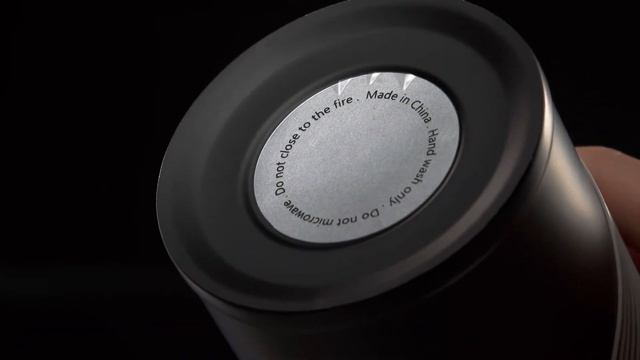 Made in China . Hand wash only . Do not microwave . Do not close to the fire .